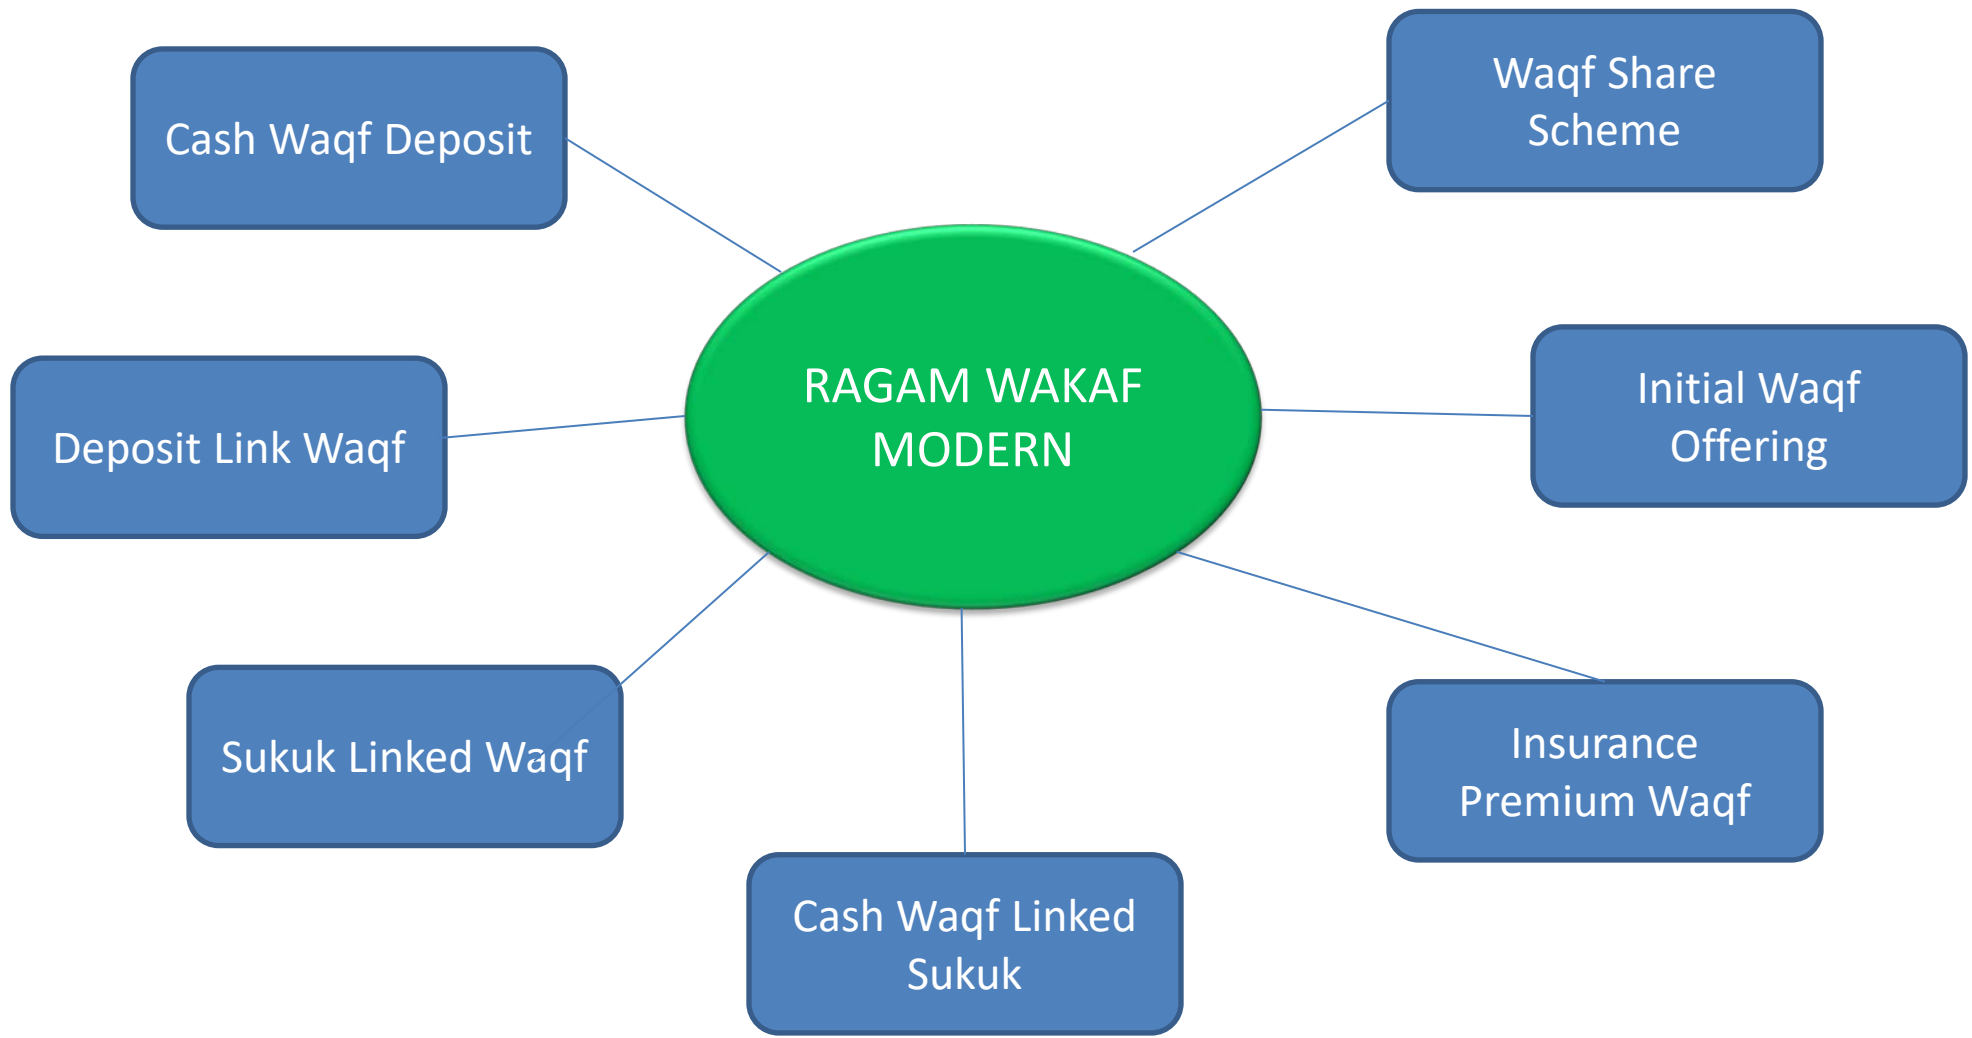 Cash Waqf Deposit
Waqf Share
Scheme
RAGAM WAKAF
MODERN
Deposit Link Waqf
Initial Waqf
Offering
Sukuk Linked Waqf
Insurance
Premium Waqf
Cash Waqf Linked
Sukuk